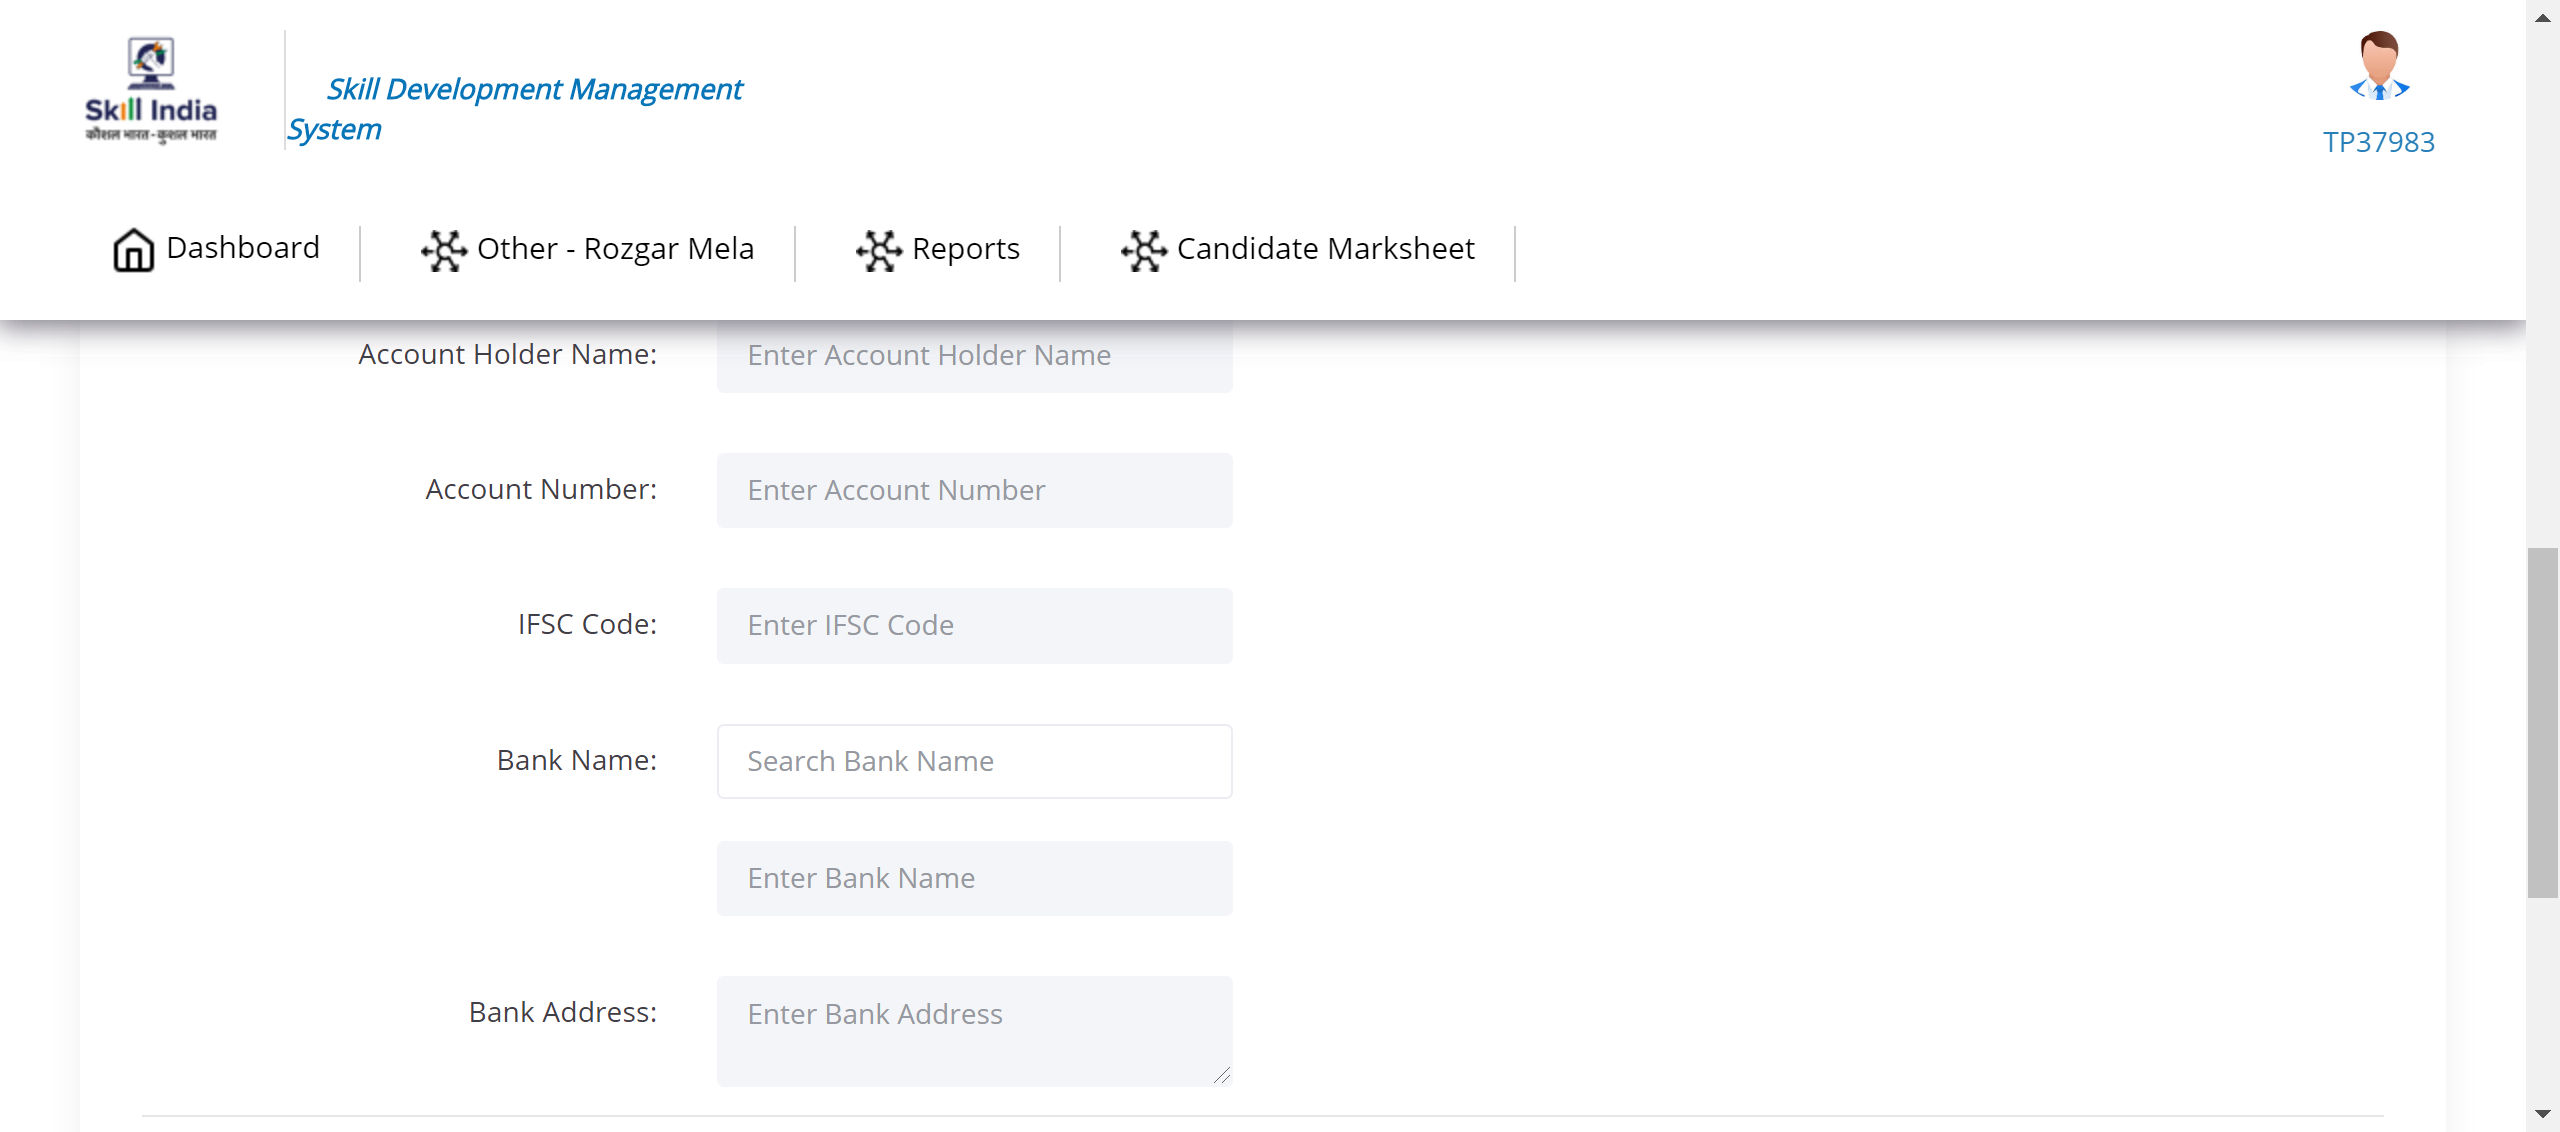 Skill India
कौशल भारत - कुशल भारत
Skill Development Management
System
TP37983
Dashboard
Other - Rozgar Mela
Reports
Candidate Marksheet
Account Holder Name:
Enter Account Holder Name
Account Number:
Enter Account Number
IFSC Code:
Enter IFSC Code
Bank Name:
Search Bank Name
Enter Bank Name
Bank Address:
Enter Bank Address